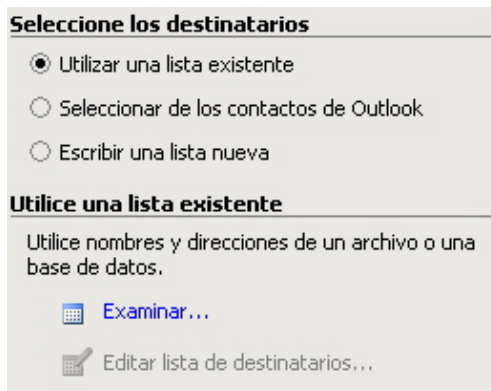 Seleccione los destinatarios
Utilizar una lista existente
Seleccionar de los contactos de Outlook
Escribir una lista nueva
Utilice una lista existente
Utilice nombres y direcciones de un archivo o una
base de datos.
Examinar...
Editar lista de destinatarios...